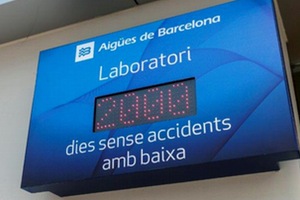 Aigües de Barcelona
Laboratori
2000
dies sense accidents
amb baixa